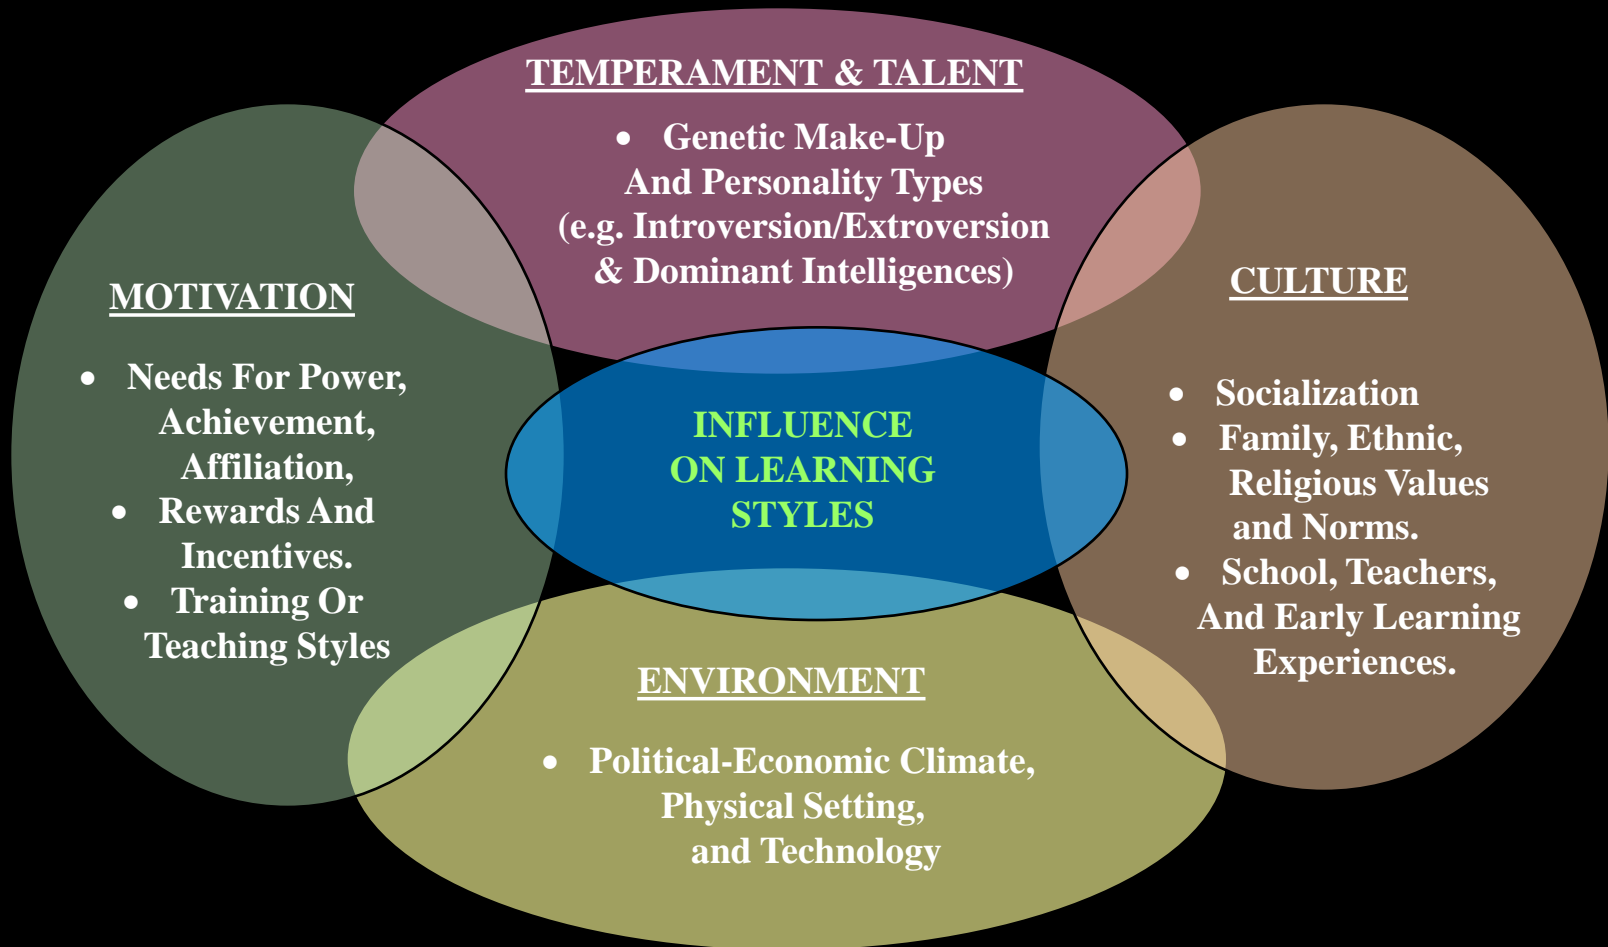 TEMPERAMENT & TALENT
• Genetic Make-Up
And Personality Types
(e.g. Introversion/Extroversion
& Dominant Intelligences)
MOTIVATION
• Needs For Power,
Achievement,
Affiliation,
• Rewards And
Incentives.
• Training Or
Teaching Styles
INFLUENCE
ON LEARNING
STYLES
CULTURE
• Socialization
• Family, Ethnic,
Religious Values
and Norms.
• School, Teachers,
And Early Learning
Experiences.
ENVIRONMENT
• Political-Economic Climate,
Physical Setting,
and Technology